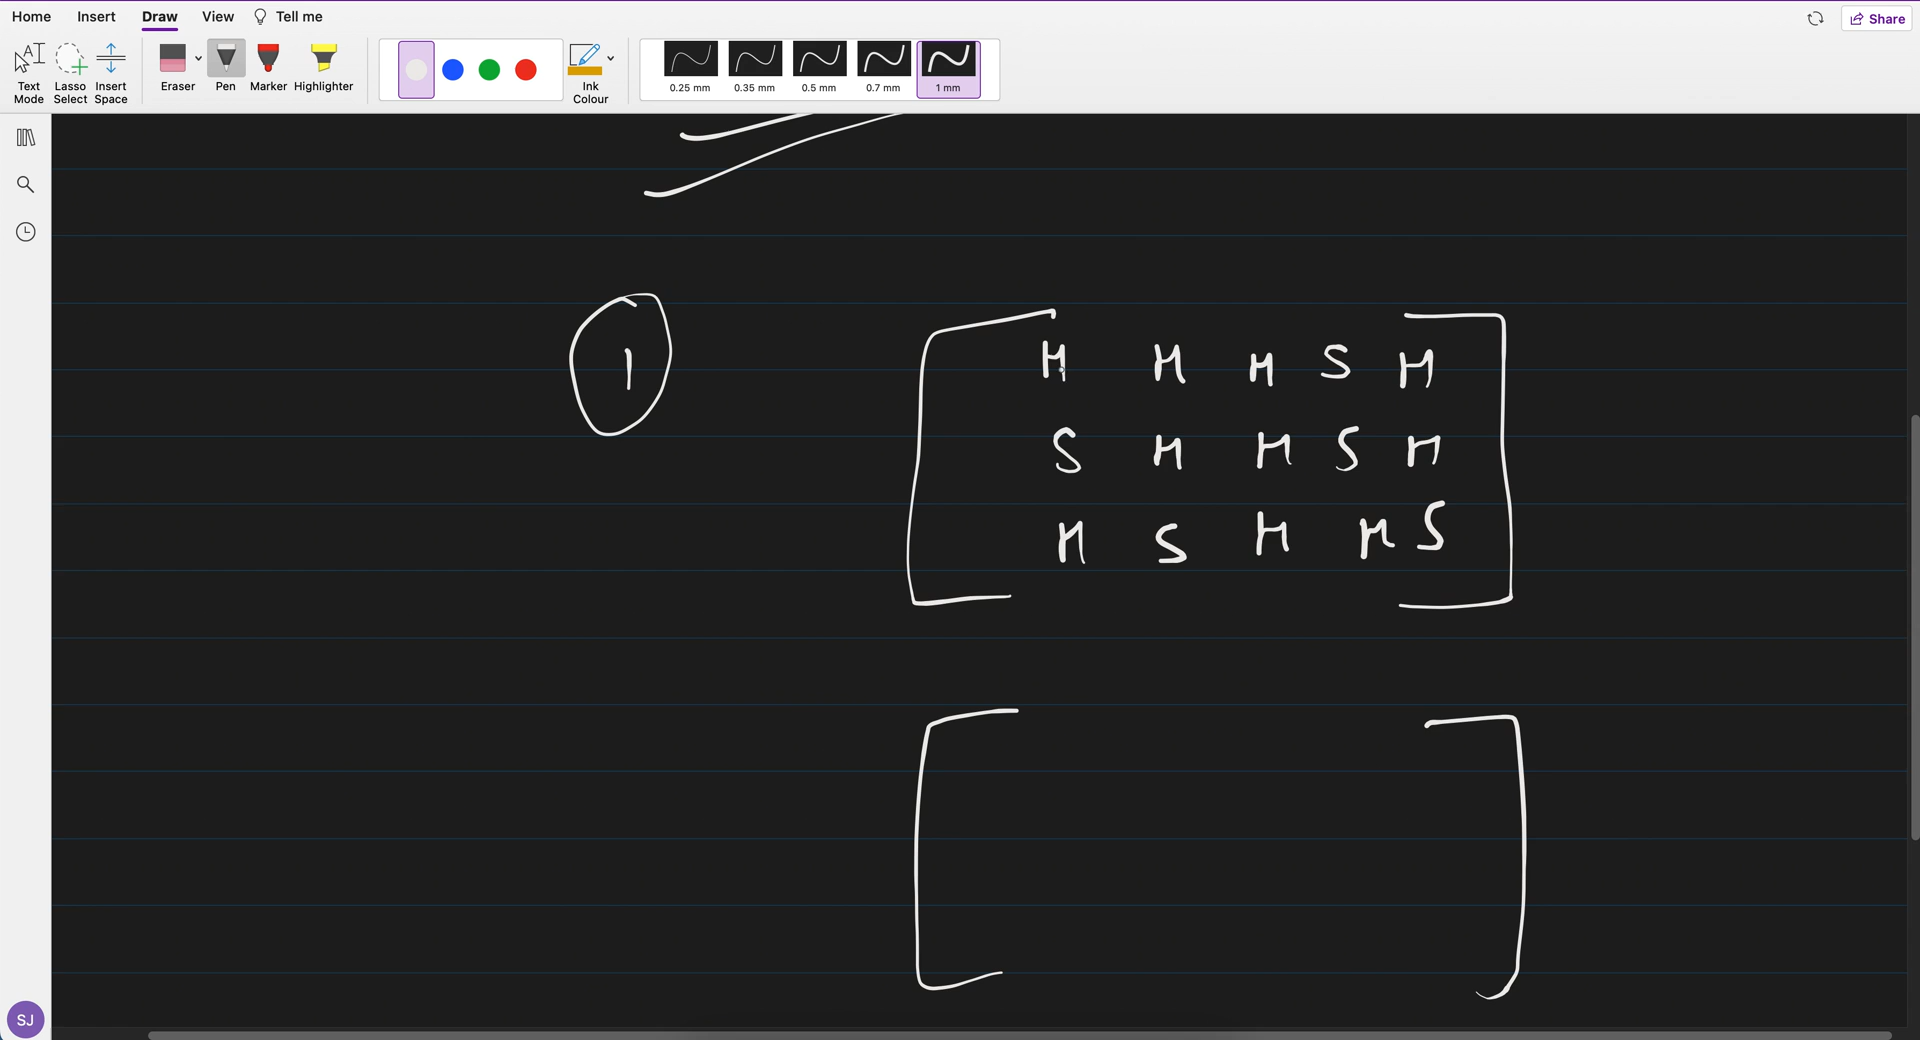 Home Insert Draw View Tell me Share
Text Mode Lasso Select Insert Space Eraser Pen Marker Highlighter Ink Colour 0.25 mm 0.35 mm 0.5 mm 0.7 mm 1 mm
1
H H H S H
S H H S H
H S H H S
SJ